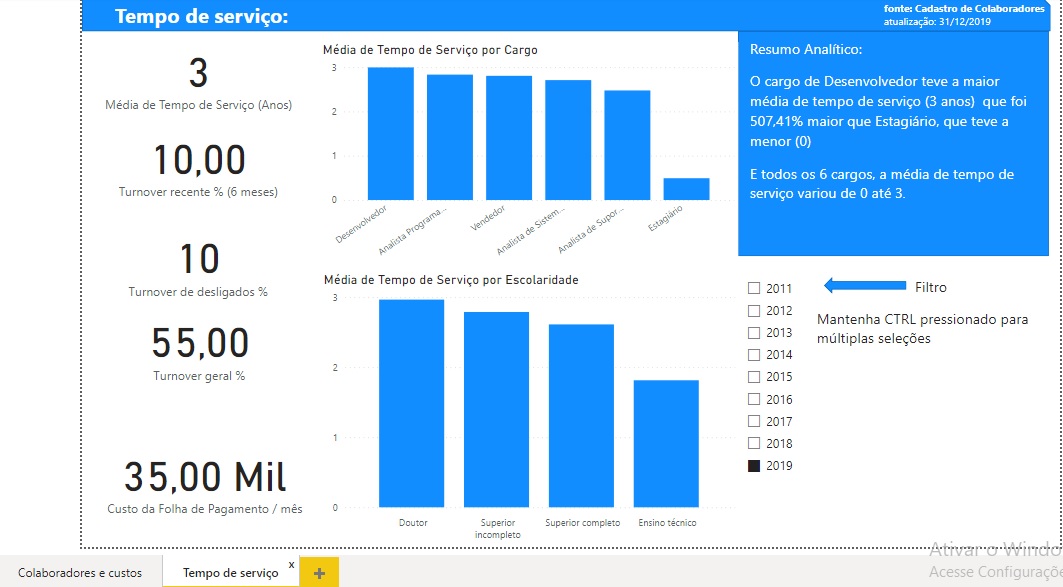 Tempo de serviço:
fonte: Cadastro de Colaboradores
atualização: 31/12/2019
3
Média de Tempo de Serviço (Anos)
10,00
Turnover recente % (6 meses)
10
Turnover de desligados %
55,00
Turnover geral %
35,00 Mil
Custo da Folha de Pagamento / mês
Média de Tempo de Serviço por Cargo
3
2
1
0
Desenvolvedor
Analista Programa...
Vendedor
Analista de Sistem...
Analista de Supor...
Estagiário
Média de Tempo de Serviço por Escolaridade
3
2
1
0
Doutor
Superior
incompleto
Superior completo
Ensino técnico
Resumo Analítico:
O cargo de Desenvolvedor teve a maior
média de tempo de serviço (3 anos) que foi
507,41% maior que Estagiário, que teve a
menor (0)
E todos os 6 cargos, a média de tempo de
serviço variou de 0 até 3.
2011
2012
2013
2014
2015
2016
2017
2018
2019
Filtro
Mantenha CTRL pressionado para
múltiplas seleções
Ativar o Windo
Acesse Configuraçõe
Colaboradores e custos
Tempo de serviço
x
+